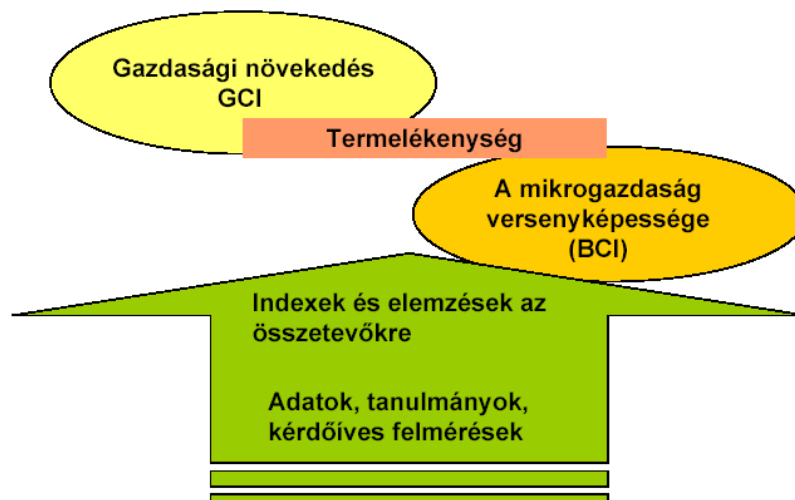 Gazdasági növekedés
GCI
Termelékenység
A mikrogazdaság
versenyképessége
(BCI)
Indexek és elemzések az
összetevőkre
Adatok, tanulmányok,
kérdőíves felmérések